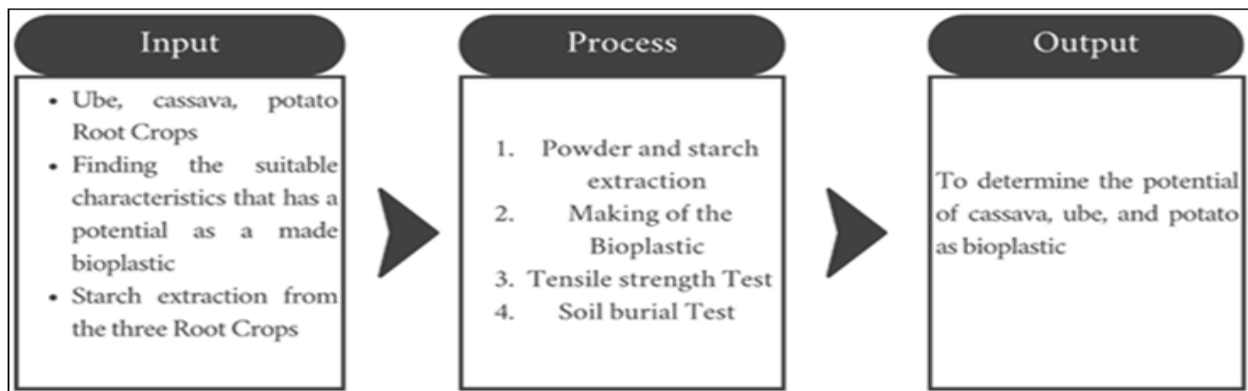 Input
• Ube, cassava, potato
Root Crops
• Finding the suitable
characteristics that has a
potential as a made
bioplastic
• Starch extraction from
the three Root Crops
Process
1. Powder and starch
extraction
2. Making of the
Bioplastic
3. Tensile strength Test
4. Soil burial Test
Output
To determine the potential
of cassava, ube, and potato
as bioplastic